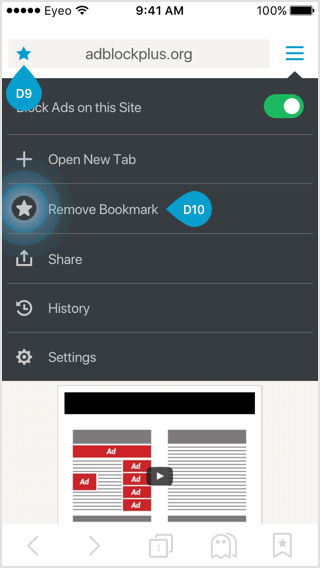 Eyeo 9:41 AM 100%
adblockplus.org
D9
Block Ads on this Site
Open New Tab
Remove Bookmark D10
Share
History
Settings
Ad
Ad
Ad Ad
Ad
Ad
1